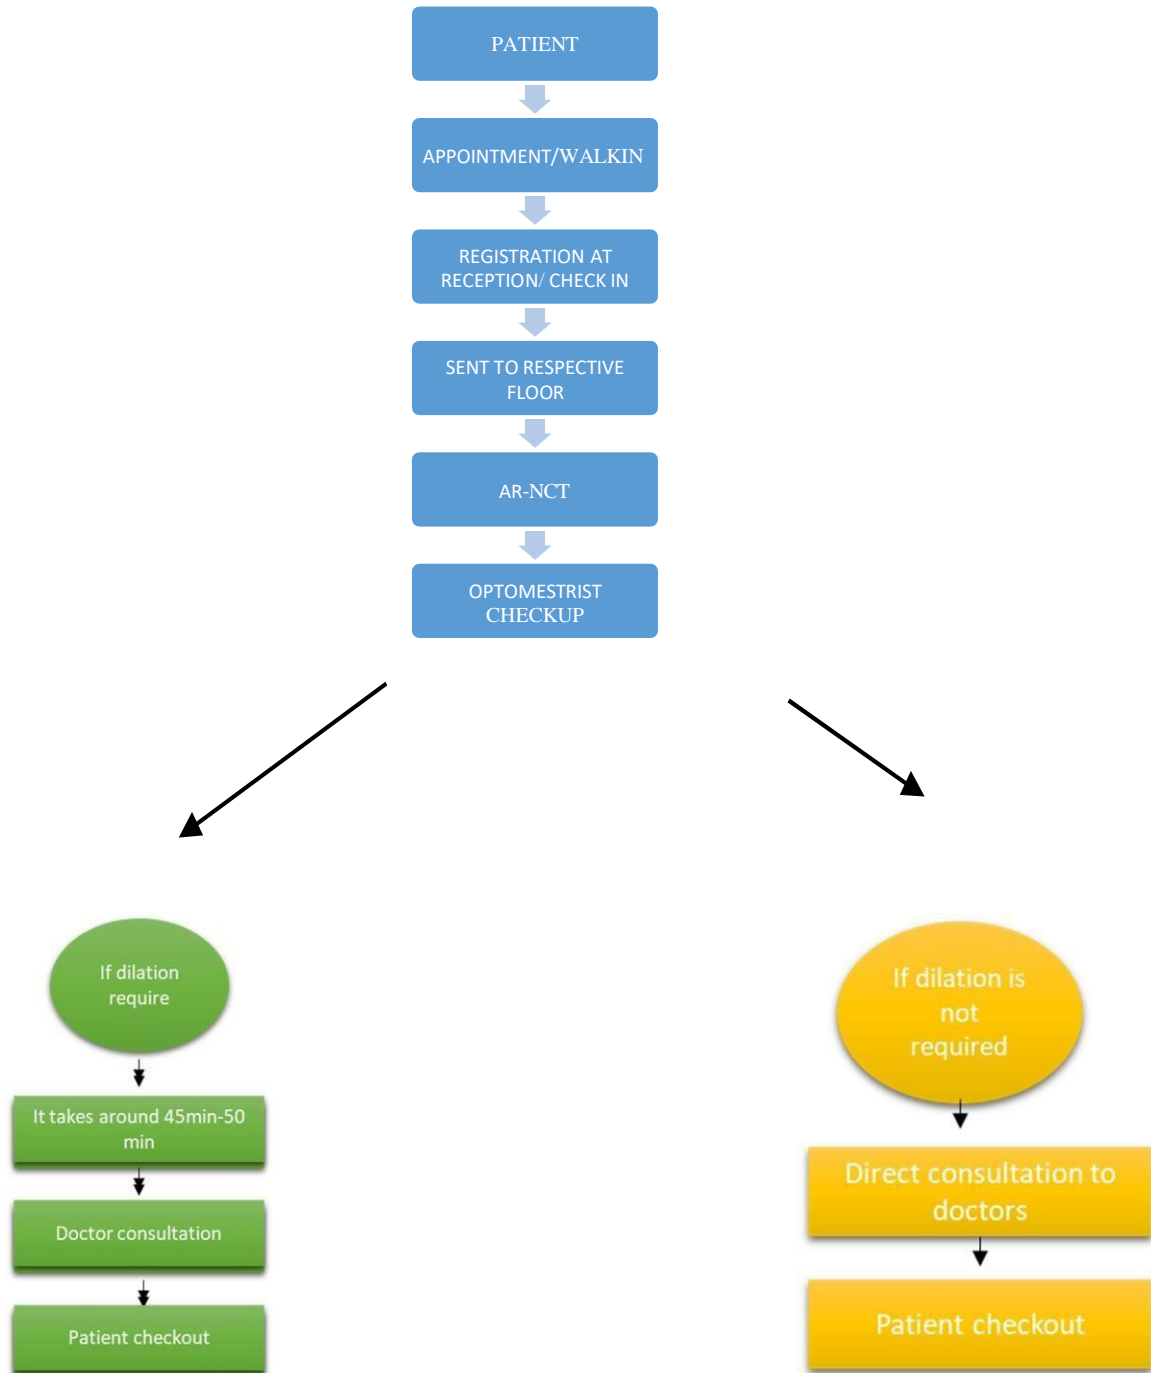 PATIENT
APPOINTMENT/WALKIN
REGISTRATION AT
RECEPTION/ CHECK IN
SENT TO RESPECTIVE
FLOOR
AR-NCT
OPTOMESTRIST
CHECKUP
If dilation
require
It takes around 45min-50
min
Doctor consultation
Patient checkout
If dilation is
not
required
Direct consultation to
doctors
Patient checkout